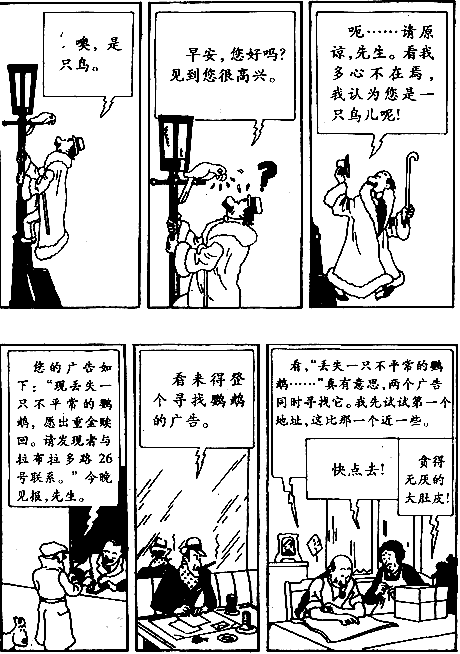 噢，是
只鸟。
早安，您好吗？
见到您很高兴。
呃……请原
谅，先生。看我
多心不在焉，
我认为您是一
只鸟儿呢！
您的广告如
下：“现丢失一
只不平常的鹦
鹉，愿出重金赎
回。请发现者与
拉布拉多路 26
号联系。”今晚
见报，先生。
看来得登
个寻找鹦鹉
的广告。
看，“丢失一只不平常的鹦
鹉……”真有意思，两个广告
同时寻找它。我先试试第一个
地址，这比那一个近一些。
快点去！
贪得
无厌的
大肚皮！